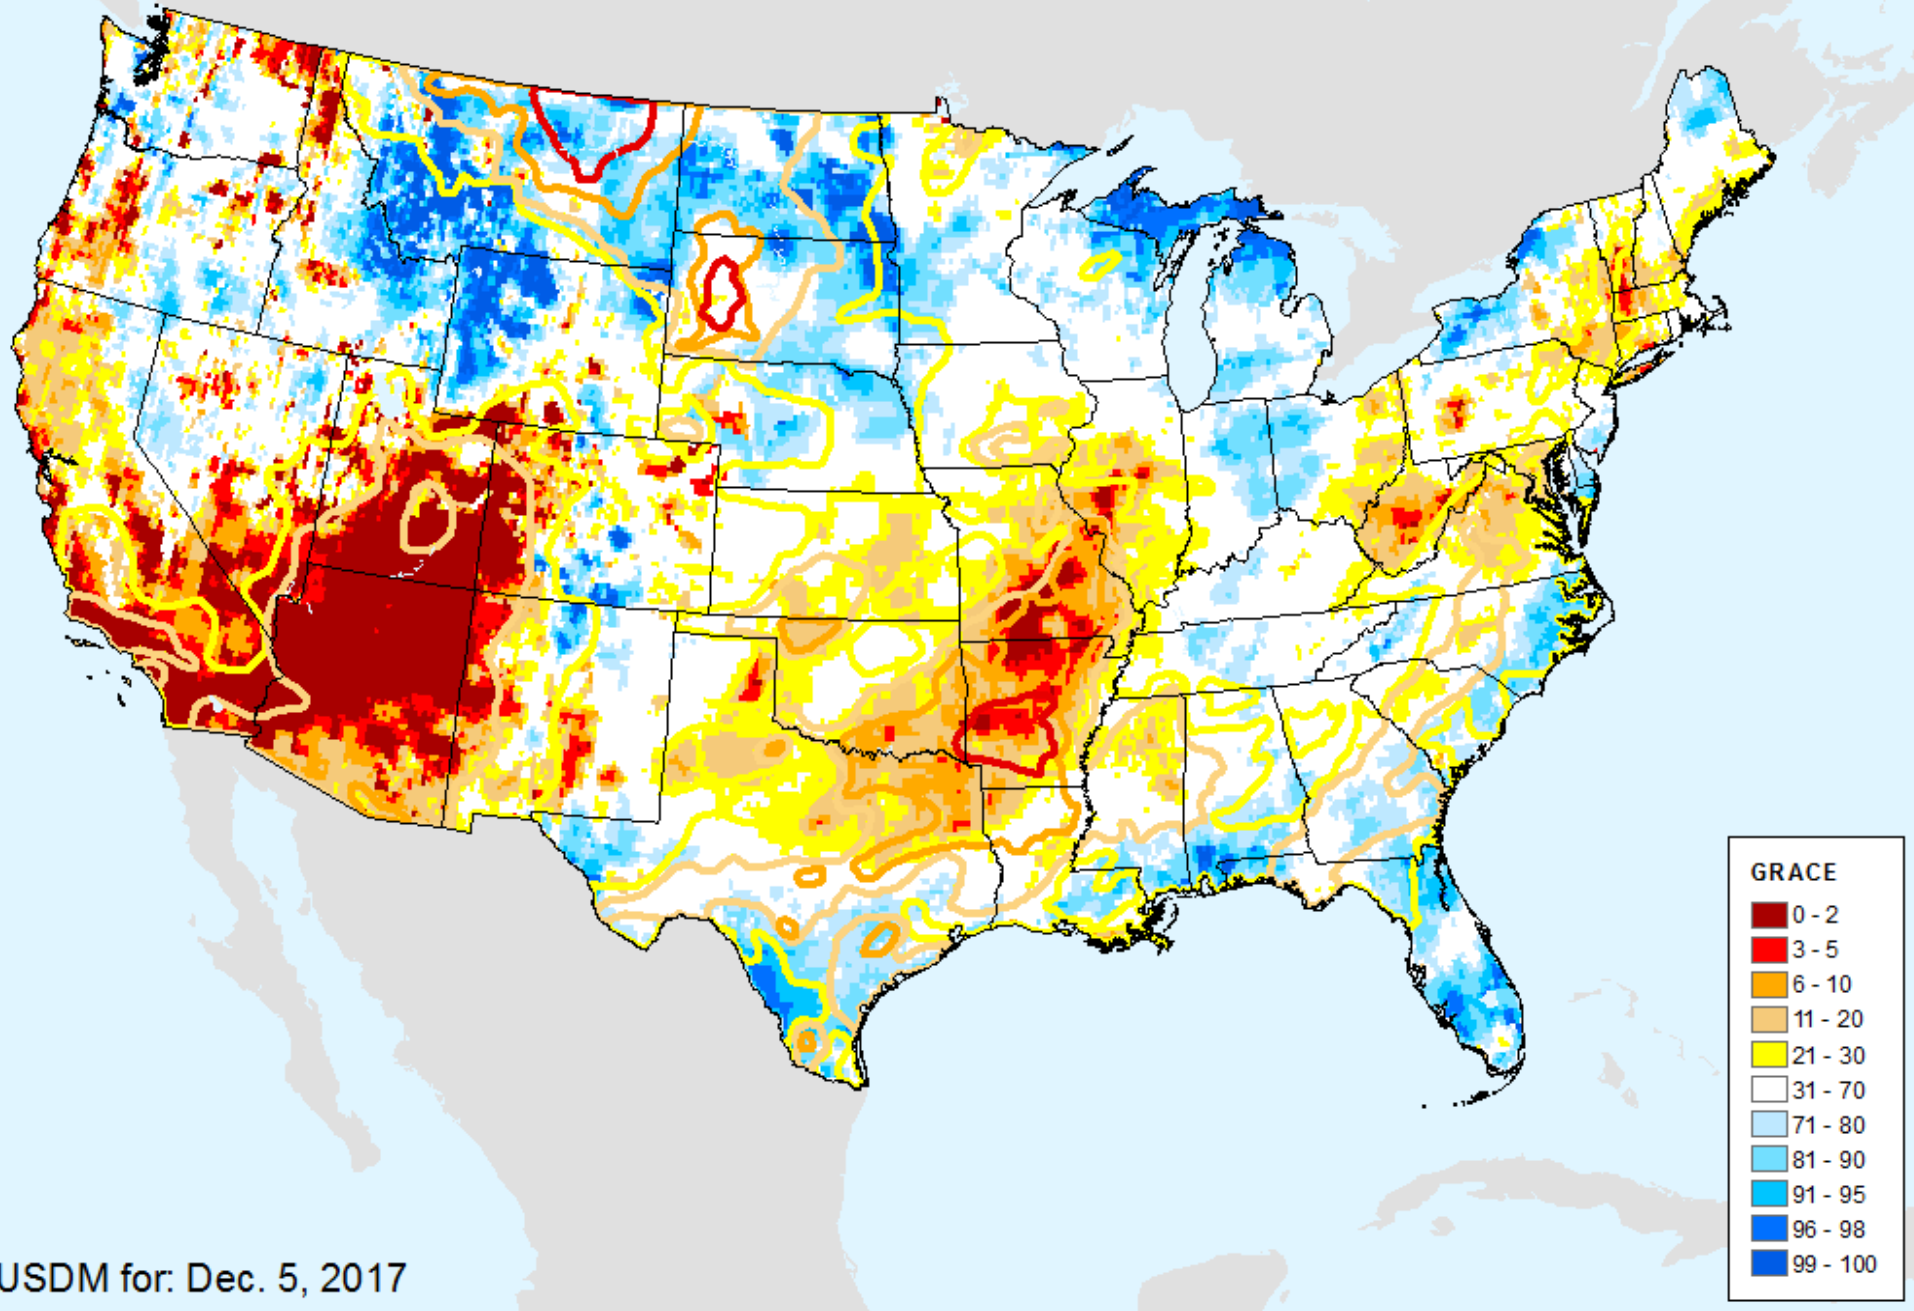 GRACE
0 - 2
3 - 5
6 - 10
11 - 20
21 - 30
31 - 70
71 - 80
81 - 90
91 - 95
96 - 98
99 - 100
USDM for: Dec. 5, 2017